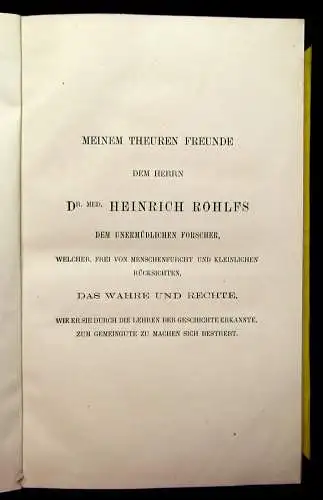 MEINEM THEUREN FREUNDE
DEM HERRN
DR. MED. HEINRICH ROHLFS
DEM UNERMÜDLICHEN FORSCHER,
WELCHER, FREI VON MENSCHENFURCHT UND KLEINLICHEN
RÜCKSICHTEN,
DAS WAHRE UND RECHTE,
WIE ER SIE DURCH DIE LEHREN DER GESCHICHTE ERKANNTE,
ZUM GEMEINGUTE ZU MACHEN SICH BESTREBT.